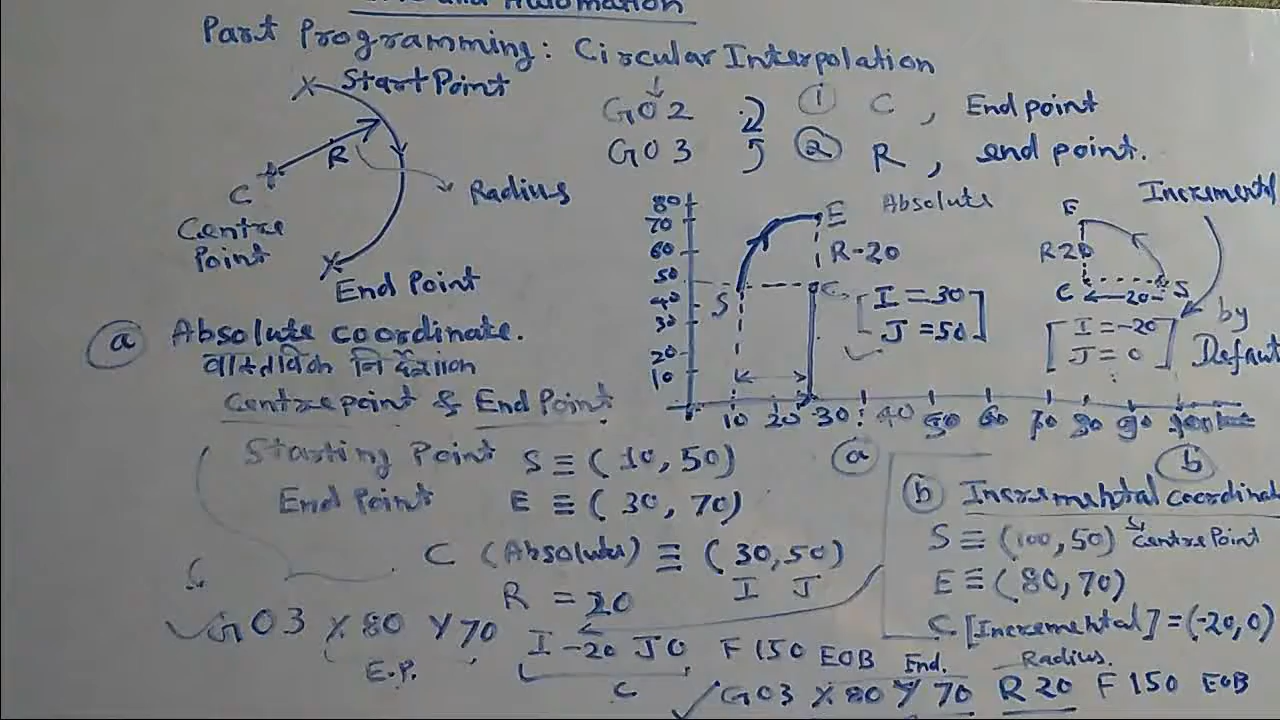 Automation
Part Programming: Circular Interpolation
Start Point
R
Radius
C
Centre
Point
End Point
G02 ① C, End point
G03 ② R, end point.
80
70
60
50
40
30
20
10
10 20 30 40 50 60 70 80 90 100
S
E
C
Absolute
R-20
I = 30
J = 50
ⓐ
Incremental
E
R20
C 20 S
I = -20
J = 0
by
ⓑ
ⓐ Absolute coordinate.
Centre point & End Point
Starting Point S ≡ (10, 50)
End Point E ≡ (30, 70)
C (Absolute) ≡ (30, 50)
I J
R = 20
G03 X 80 Y 70 I -20 J0 F 150 EOB
E.P. C
ⓑ Incremental
S ≡ (100, 50) Centre Point
E ≡ (80, 70)
C [Incremental] = (-20, 0)
End. Radius.
G03 X 80 Y 70 R 20 F 150 EOB